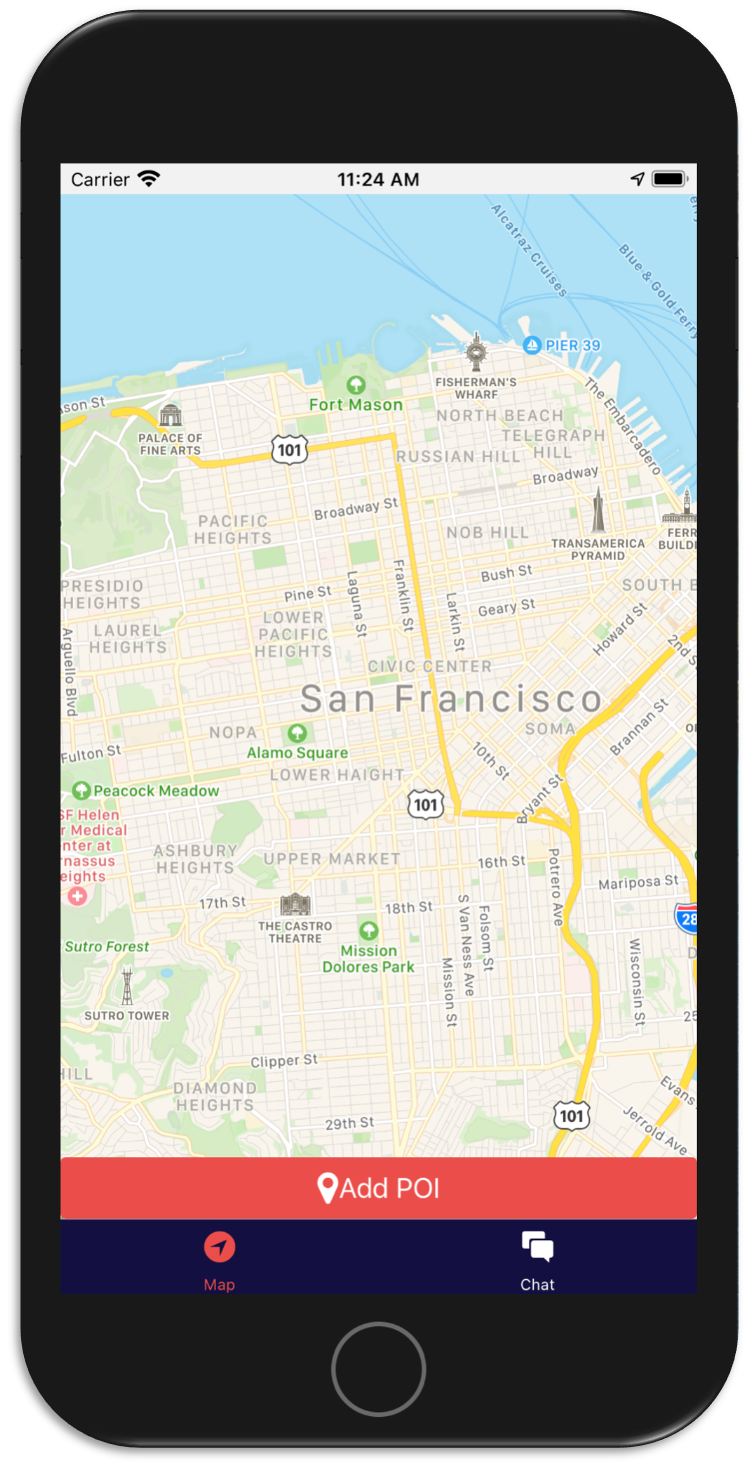 Carrier
11:24 AM
Alcatraz Cruises
Blue & Gold Ferry
PIER 39
FISHERMAN'S
WHARF
Fort Mason
ason St
PALACE OF
FINE ARTS
101
NORTH BEACH
TELEGRAPH
HILL
The Embarcadero
RUSSIAN HILL
Broadway
PACIFIC
HEIGHTS
Broadway St
NOB HILL
TRANSAMERICA
PYRAMID
FERR
BUILDI
PRESIDIO
HEIGHTS
Pine St
Laguna St
Franklin St
Larkin St
Bush St
Geary St
SOUTH B
LAUREL
HEIGHTS
LOWER
PACIFIC
HEIGHTS
Arguello Blvd
Howard St
2nd S
CIVIC CENTER
San Francisco
NOPA
Alamo Square
SOMA
Brannan St
Fulton St
LOWER HAIGHT
10th St
Peacock Meadow
101
Bryant St
SF Helen
r Medical
nter at
rnassus
eights
ASHBURY
HEIGHTS
UPPER MARKET
16th St
Potrero Ave
Mariposa St
17th St
18th St
THE CASTRO
THEATRE
S Van Ness Ave
Folsom St
28
Sutro Forest
Mission
Dolores Park
Mission St
Wisconsin St
D
SUTRO TOWER
25
HILL
Clipper St
DIAMOND
HEIGHTS
29th St
101
Evans
Jerrold Ave
Add POI
Map
Chat